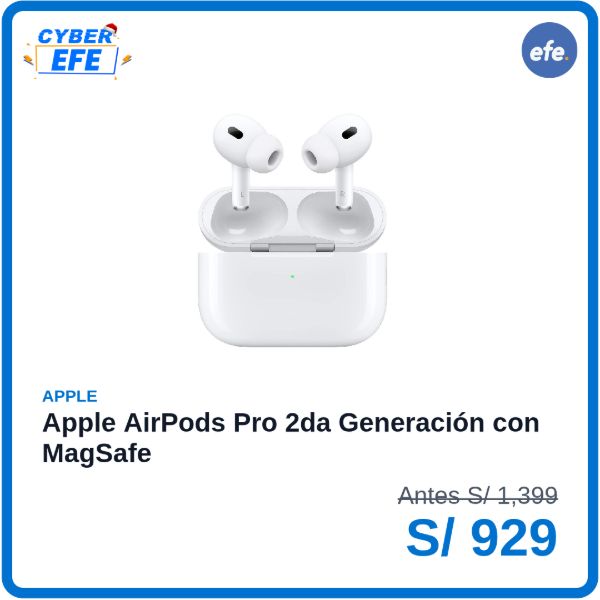 CYBER
EFE
efe.
L
R
APPLE
Apple AirPods Pro 2da Generación con
MagSafe
Antes S/ 1,399
S/ 929